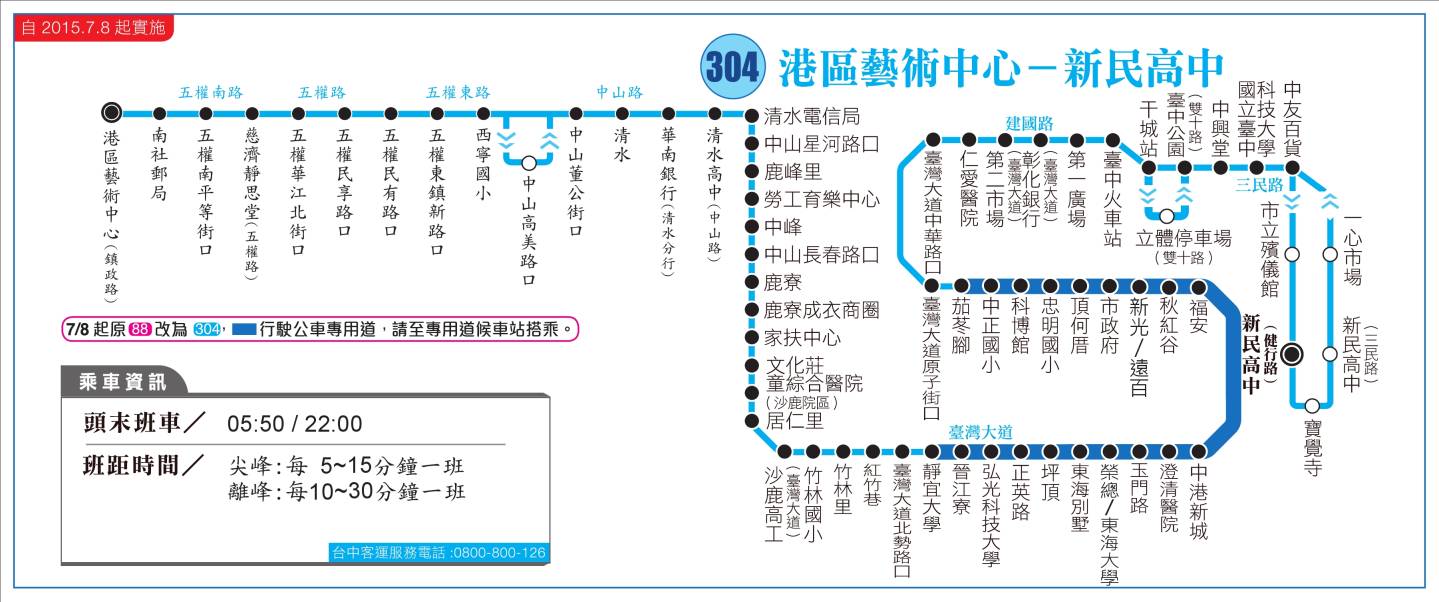 自 2015.7.8 起實施
304 港區藝術中心－新民高中
五權南路
五權路
五權東路
中山路
港區藝術中心(鎮政路)
南社郵局
五權南平等街口
慈濟靜思堂(五權路)
五權華江北街口
五權民享路口
五權民有路口
五權東鎮新路口
西寧國小
中山高美路口
中山董公街口
清水
華南銀行(清水分行)
清水高中(中山路)
清水電信局
中山星河路口
鹿峰里
勞工育樂中心
中峰
中山長春路口
鹿寮
鹿寮成衣商圈
家扶中心
文化莊
童綜合醫院
(沙鹿院區)
居仁里
沙鹿高工(臺灣大道)
竹林國小
竹林里
紅竹巷
臺灣大道北勢路口
臺灣大道
靜宜大學
晉江寮
弘光科技大學
正英路
坪頂
東海別墅
榮總/東海大學
玉門路
澄清醫院
中港新城
福安
秋紅谷
新光/遠百
市政府
頂何厝
忠明國小
科博館
中正國小
茄苳腳
臺灣大道原子街口
臺灣大道中華路口
建國路
仁愛醫院
第二市場(臺灣大道)
彰化銀行(臺灣大道)
第一廣場
臺中火車站
干城站
立體停車場
(雙十路)
臺中公園(雙十路)
中興堂
國立臺中科技大學
中友百貨
三民路
市立殯儀館
新民高中(健行路)
寶覺寺
新民高中(三民路)
一心市場
7/8 起原 88 改為 304，行駛公車專用道，請至專用道候車站搭乘。
乘車資訊
頭末班車／ 05:50 / 22:00
班距時間／ 尖峰:每 5~15分鐘一班
離峰:每10~30分鐘一班
台中客運服務電話 :0800-800-126